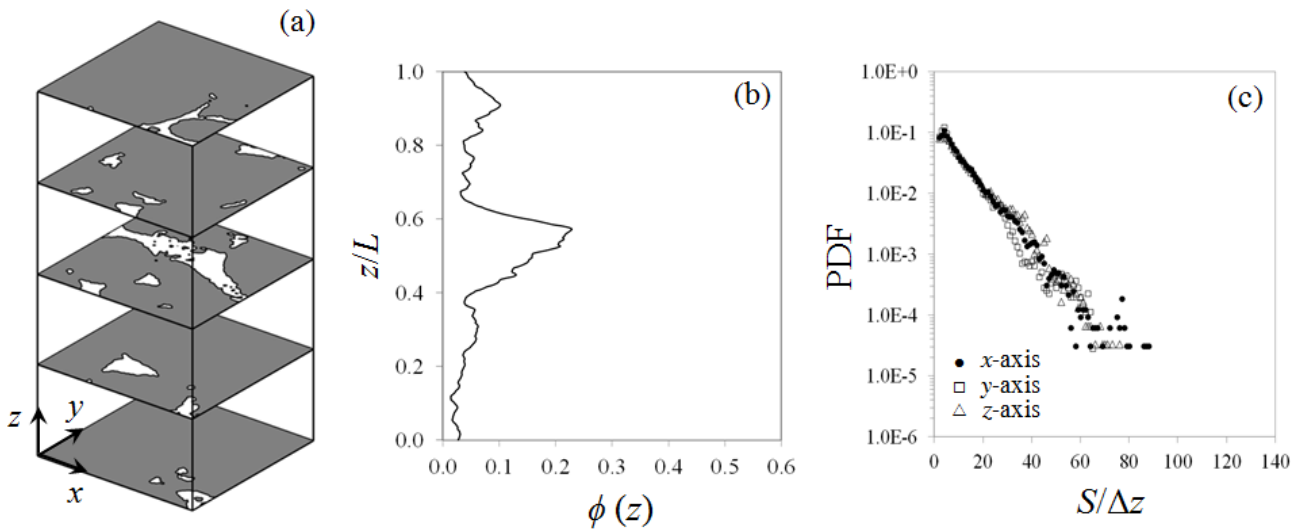 (a)
z
y
x
(b)
z/L
1.0
0.8
0.6
0.4
0.2
0.0
0.0 0.1 0.2 0.3 0.4 0.5 0.6
ϕ (z)
(c)
PDF
1.0E+0
1.0E-1
1.0E-2
1.0E-3
1.0E-4
1.0E-5
1.0E-6
x-axis
y-axis
z-axis
0 20 40 60 80 100 120 140
S/Δz